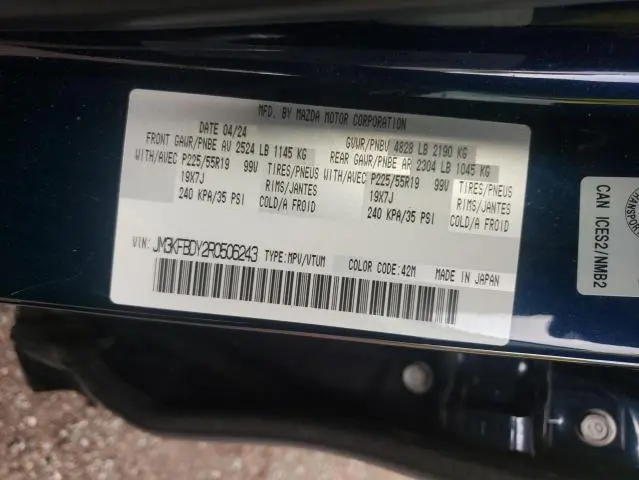 MFD. BY MAZDA MOTOR CORPORATION
DATE 04/24 GVWR/PNBV 4828 LB 2190 KG
FRONT GAWR/PNBE AV 2524 LB 1145 KG REAR GAWR/PNBE AR 2304 LB 1045 KG
WITH/AVEC P225/55R19 99V TIRES/PNEUS WITH/AVEC P225/55R19 99V TIRES/PNEUS
19X7J RIMS/JANTES 19X7J RIMS/JANTES
240 KPA/35 PSI COLD/A FROID 240 KPA/35 PSI COLD/A FROID
VIN: JM3KFBDY2R0506243 TYPE:MPV/VTUM COLOR CODE:42M MADE IN JAPAN
CAN ICES2/NMB2
TRANSPORT